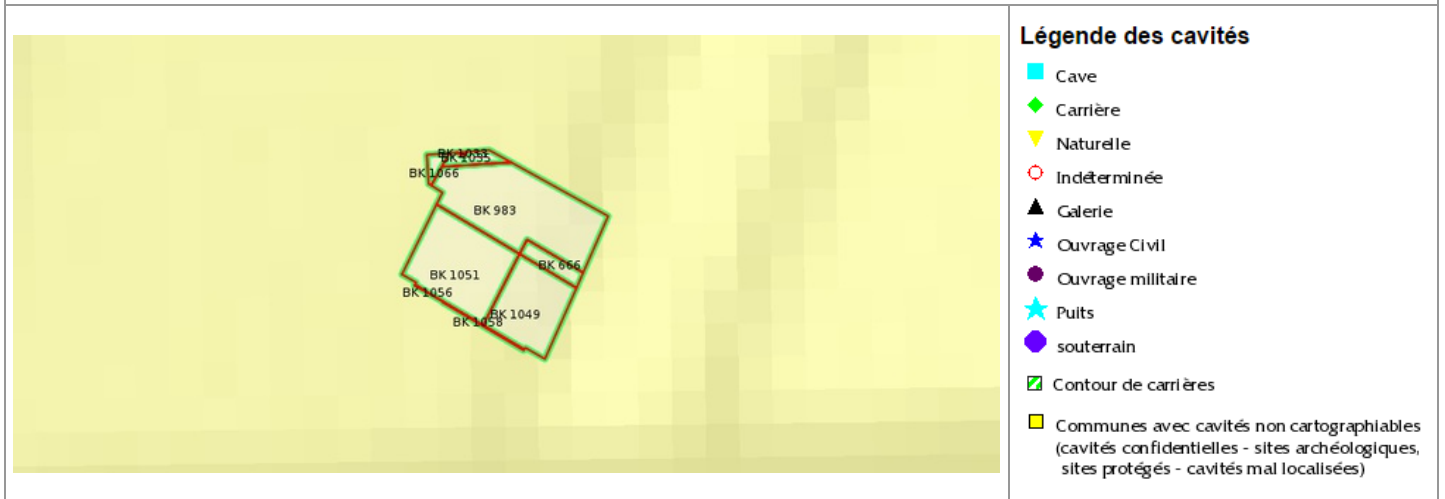 BK 1033
BK 1035
BK 1066
BK 983
BK 666
BK 1051
BK 1056
BK 1049
BK 1058
Légende des cavités
Cave
Carrière
Naturelle
Indéterminée
Galerie
Ouvrage Civil
Ouvrage militaire
Puits
souterrain
Contour de carrières
Communes avec cavités non cartographiables
(cavités confidentielles - sites archéologiques,
sites protégés - cavités mal localisées)